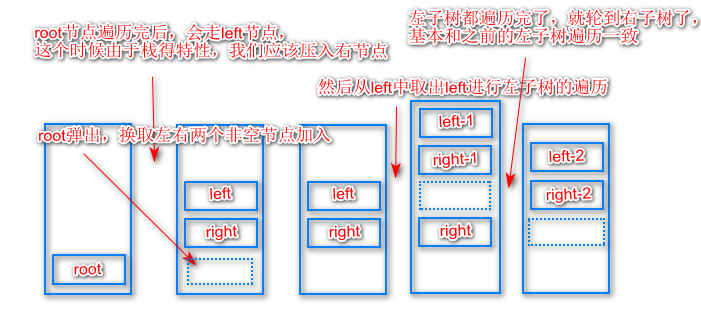 root节点遍历完后，会走left节点，
这个时候由于栈得特性，我们应该压入右节点
左子树都遍历完了，就轮到右子树了，
基本和之前的左子树遍历一致
然后从left中取出left进行左子树的遍历
root弹出，换取左右两个非空节点加入
root
left
right
left
right
left-1
right-1
right
left-2
right-2